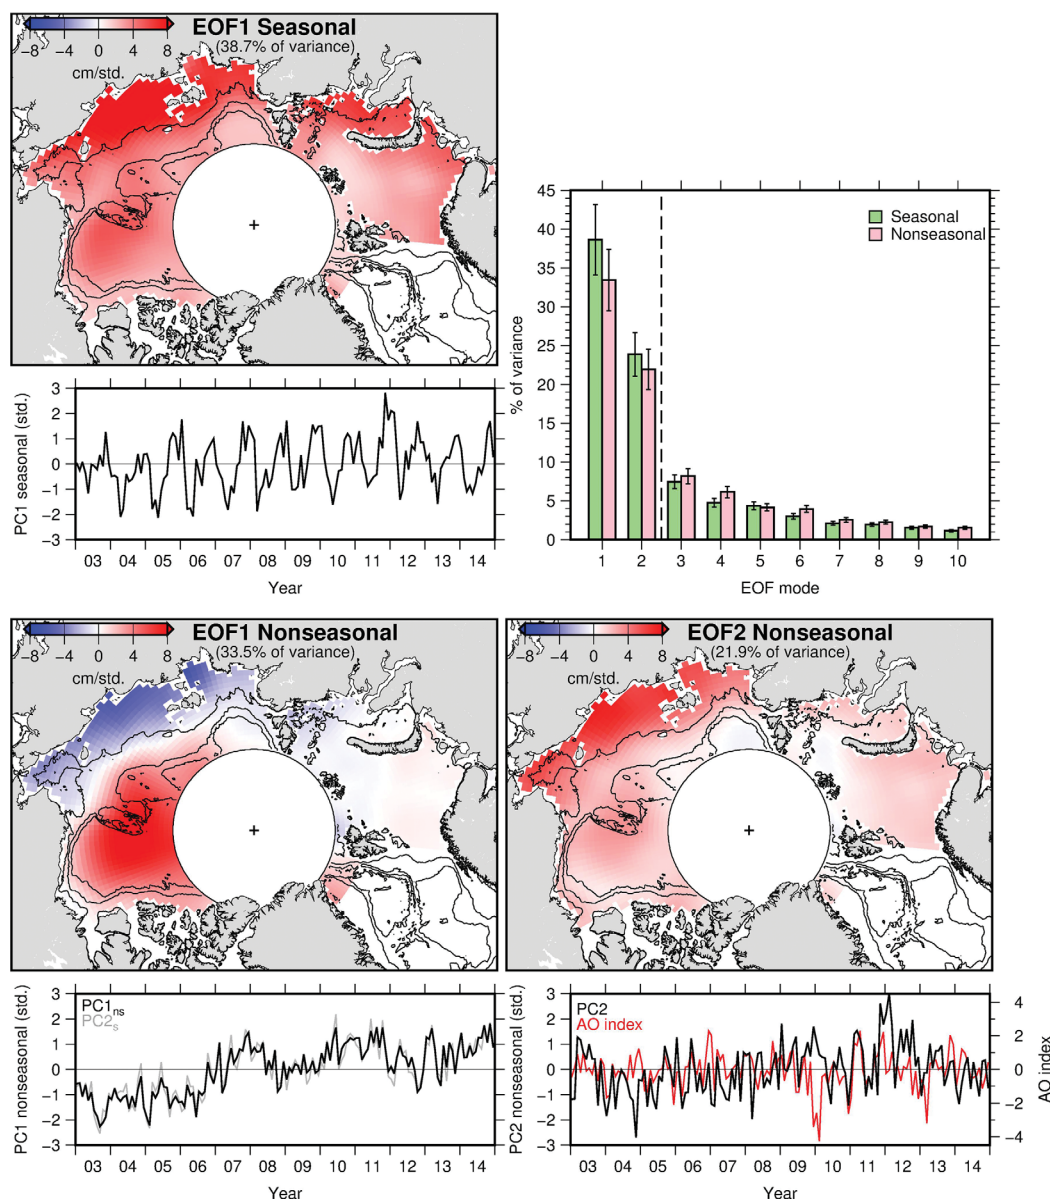 EOF1 Seasonal
(38.7% of variance)
−8 −4 0 4 8
cm/std.
PC1 seasonal (std.)
3
2
1
0
−1
−2
−3
03 04 05 06 07 08 09 10 11 12 13 14
Year
% of variance
45
40
35
30
25
20
15
10
5
0
Seasonal
Nonseasonal
1 2 3 4 5 6 7 8 9 10
EOF mode
EOF1 Nonseasonal
(33.5% of variance)
−8 −4 0 4 8
cm/std.
EOF2 Nonseasonal
(21.9% of variance)
−8 −4 0 4 8
cm/std.
PC1 nonseasonal (std.)
3
2
1
0
−1
−2
−3
PC1ns
PC2s
03 04 05 06 07 08 09 10 11 12 13 14
Year
PC2 nonseasonal (std.)
3
2
1
0
−1
−2
−3
PC2
AO index
4
2
0
−2
−4
AO index
03 04 05 06 07 08 09 10 11 12 13 14
Year